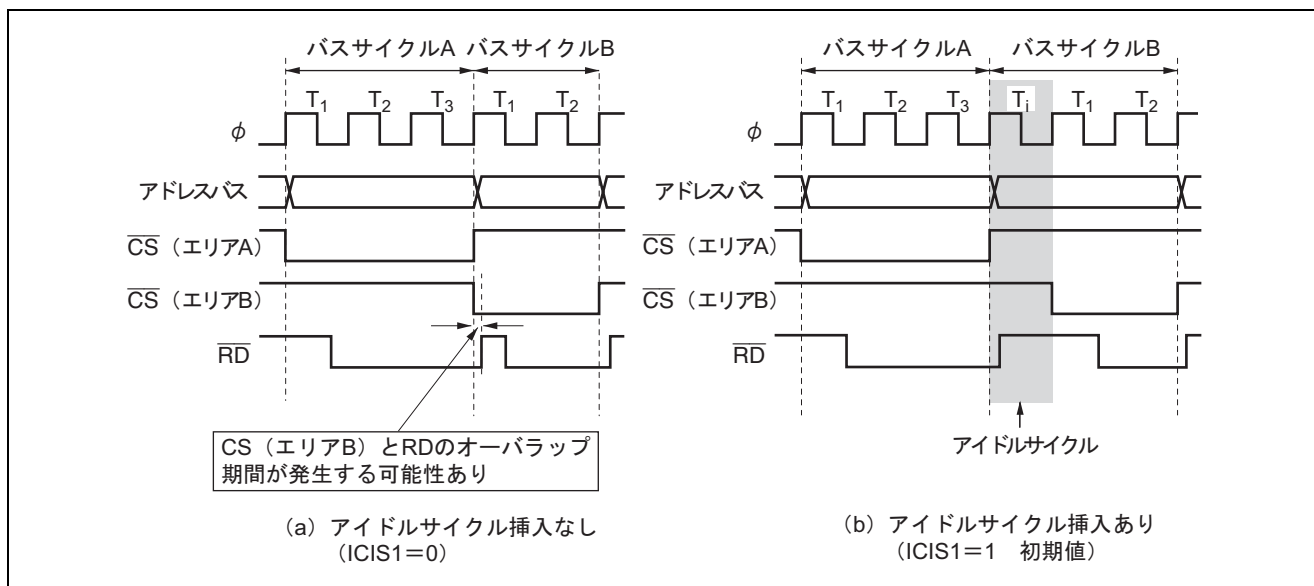 バスサイクルA バスサイクルB
T1 T2 T3 T1 T2
φ
アドレスバス
CS（エリアA）
CS（エリアB）
RD
CS（エリアB）とRDのオーバラップ
期間が発生する可能性あり
（a）アイドルサイクル挿入なし
（ICIS1＝0）
バスサイクルA バスサイクルB
T1 T2 T3 Ti T1 T2
φ
アドレスバス
CS（エリアA）
CS（エリアB）
RD
アイドルサイクル
（b）アイドルサイクル挿入あり
（ICIS1＝1　初期値）